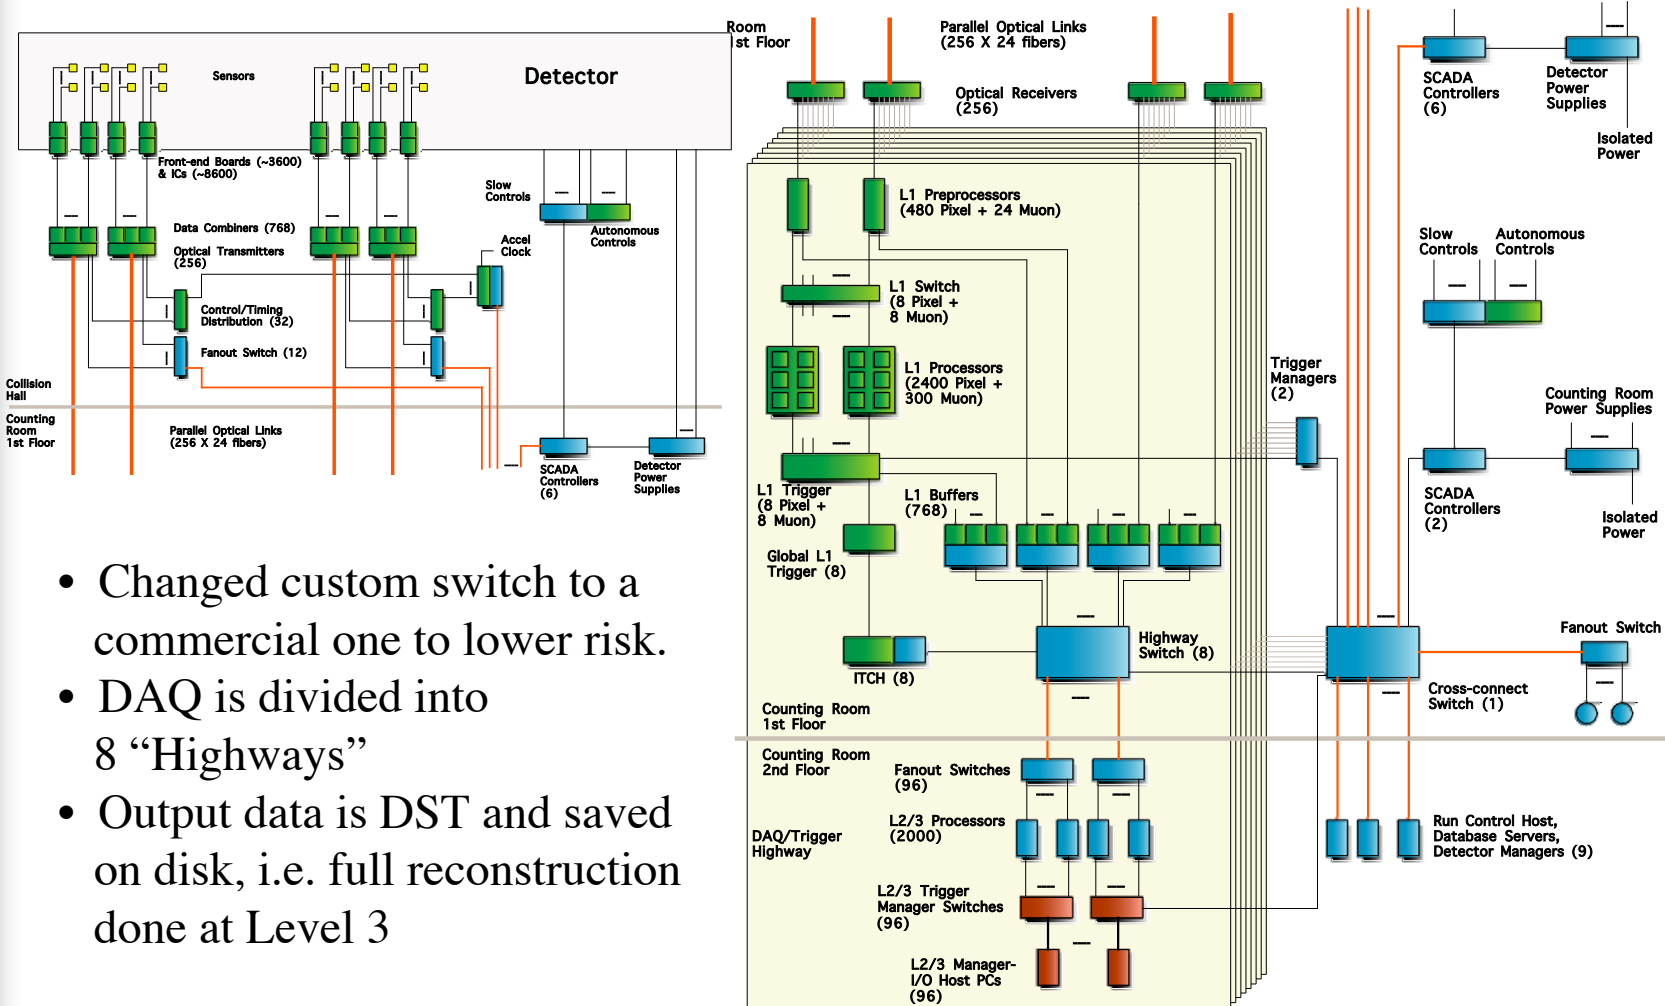 Detector
Sensors
Front-end Boards (~3600)
& ICs (~8600)
Data Combiners (768)
Optical Transmitters
(256)
Control/Timing
Distribution (32)
Fanout Switch (12)
Accel
Clock
Slow
Controls
Autonomous
Controls
Collision
Hall
Counting
Room
1st Floor
Parallel Optical Links
(256 X 24 fibers)
SCADA
Controllers
(6)
Detector
Power
Supplies
• Changed custom switch to a
commercial one to lower risk.
• DAQ is divided into
8 “Highways”
• Output data is DST and saved
on disk, i.e. full reconstruction
done at Level 3
Room
1st Floor
Parallel Optical Links
(256 X 24 fibers)
Optical Receivers
(256)
L1 Preprocessors
(480 Pixel + 24 Muon)
L1 Switch
(8 Pixel +
8 Muon)
L1 Processors
(2400 Pixel +
300 Muon)
L1 Trigger
(8 Pixel +
8 Muon)
L1 Buffers
(768)
Global L1
Trigger (8)
ITCH (8)
Highway
Switch (8)
Counting Room
1st Floor
Counting Room
2nd Floor
Fanout Switches
(96)
L2/3 Processors
(2000)
DAQ/Trigger
Highway
L2/3 Trigger
Manager Switches
(96)
L2/3 Manager-
I/O Host PCs
(96)
Trigger
Managers
(2)
SCADA
Controllers
(6)
Detector
Power
Supplies
Isolated
Power
Slow
Controls
Autonomous
Controls
Counting Room
Power Supplies
SCADA
Controllers
(2)
Isolated
Power
Fanout Switch
Cross-connect
Switch (1)
Run Control Host,
Database Servers,
Detector Managers (9)